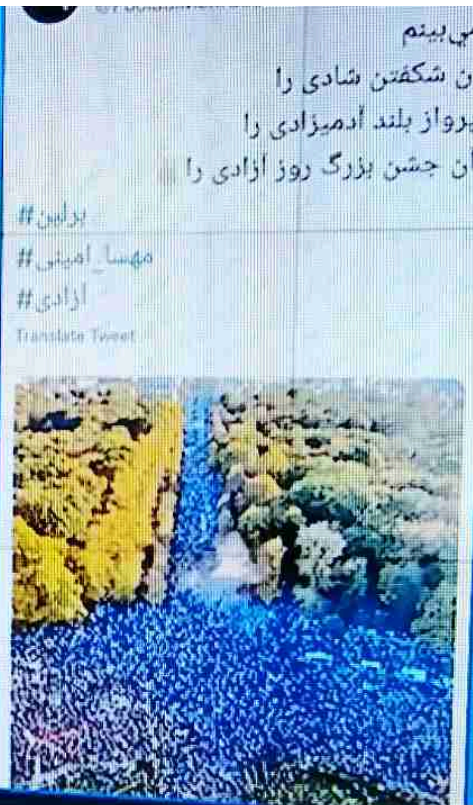 می‌بینم
شکفتن شادی را
پرواز بلند آدمیزادی را
آن جشن بزرگ روز آزادی را
#برلین
#مهسا_امینی
#آزادی
Translate Tweet